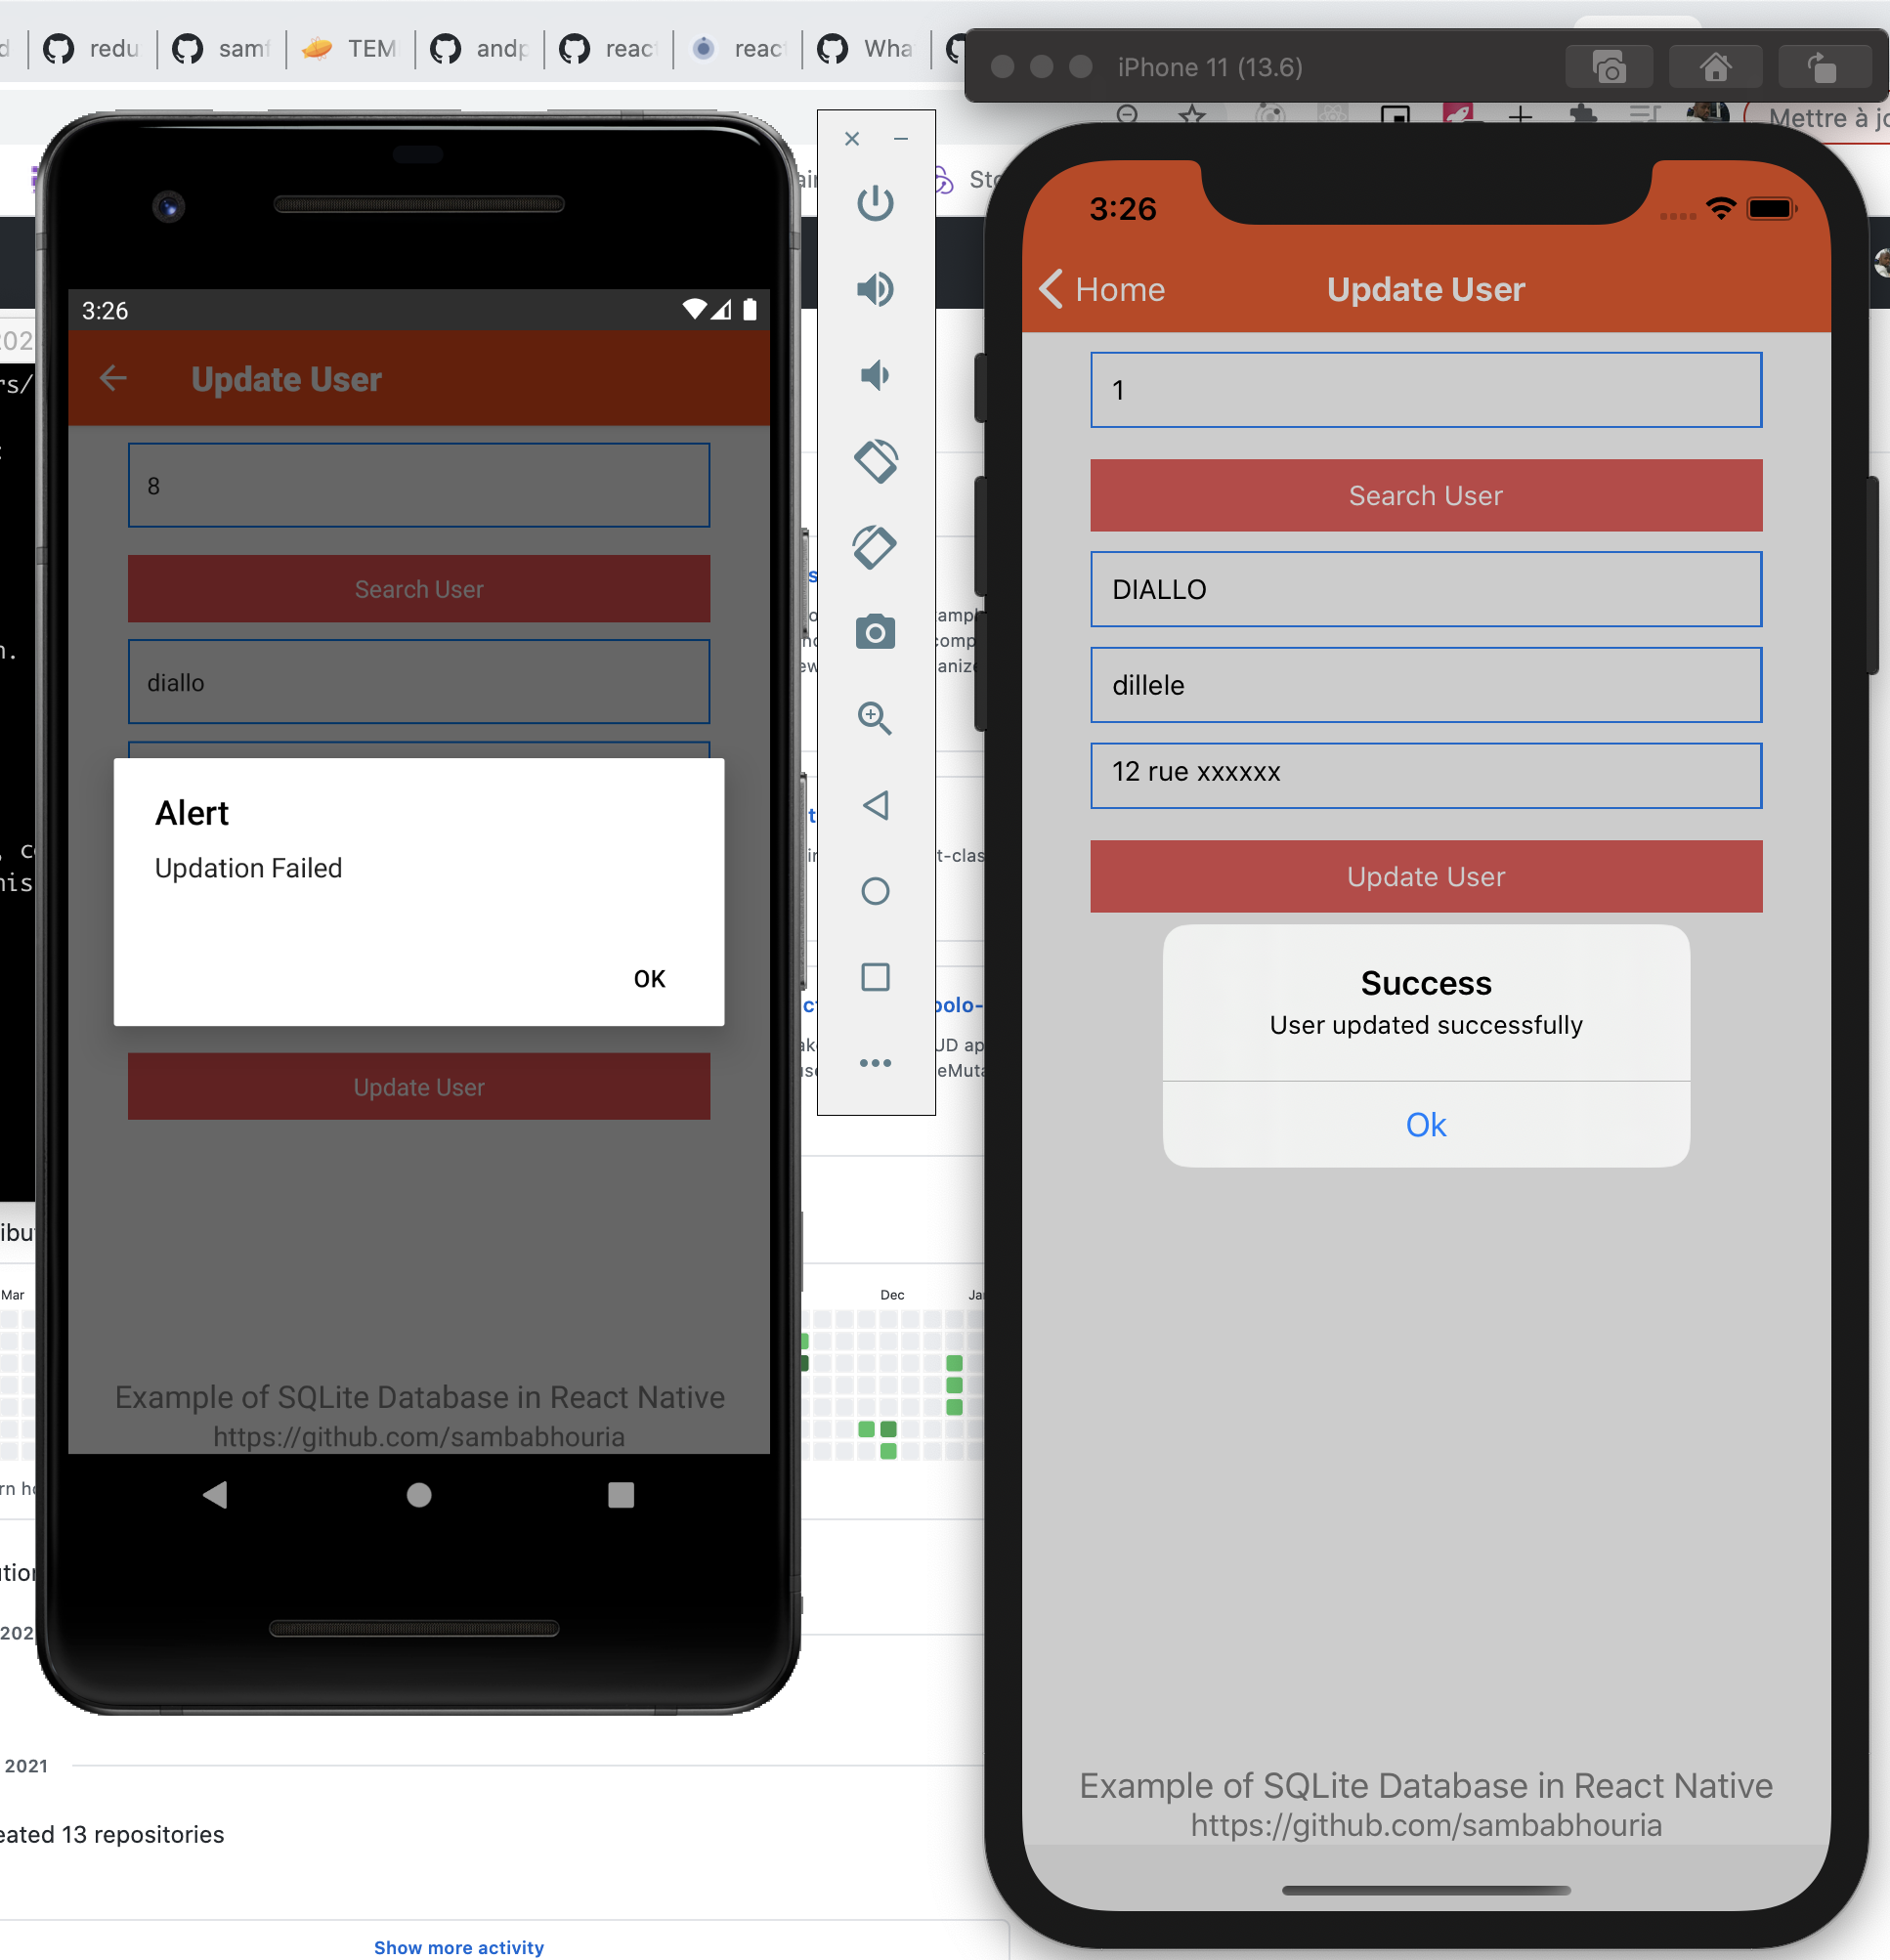 redu
samf
TEM
andp
reac
reac
Wha
iPhone 11 (13.6)
Mettre à jo
3:26
Update User
8
Search User
diallo
Alert
Updation Failed
OK
Update User
Example of SQLite Database in React Native
https://github.com/sambabhouria
3:26
Home
Update User
1
Search User
DIALLO
dillele
12 rue xxxxxx
Update User
Success
User updated successfully
Ok
Example of SQLite Database in React Native
https://github.com/sambabhouria
Mar
Dec
2021
eated 13 repositories
Show more activity